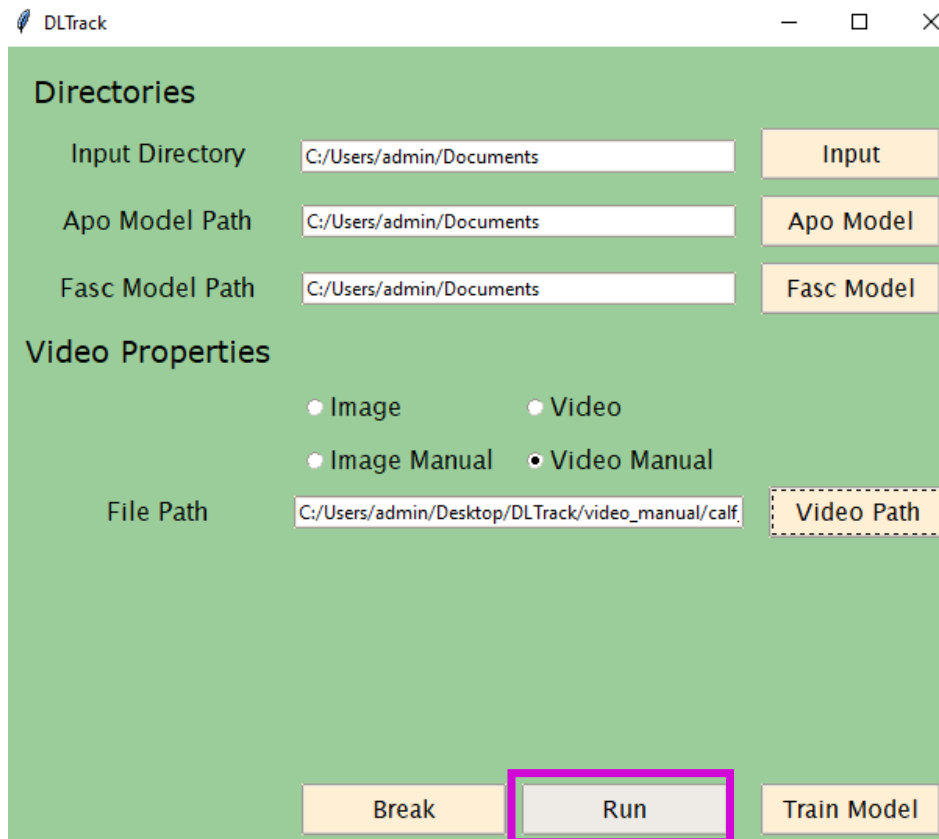 DLTrack
Directories
Input Directory C:/Users/admin/Documents Input
Apo Model Path C:/Users/admin/Documents Apo Model
Fasc Model Path C:/Users/admin/Documents Fasc Model
Video Properties
Image Video
Image Manual Video Manual
File Path C:/Users/admin/Desktop/DLTrack/video_manual/calf_ Video Path
Break Run Train Model